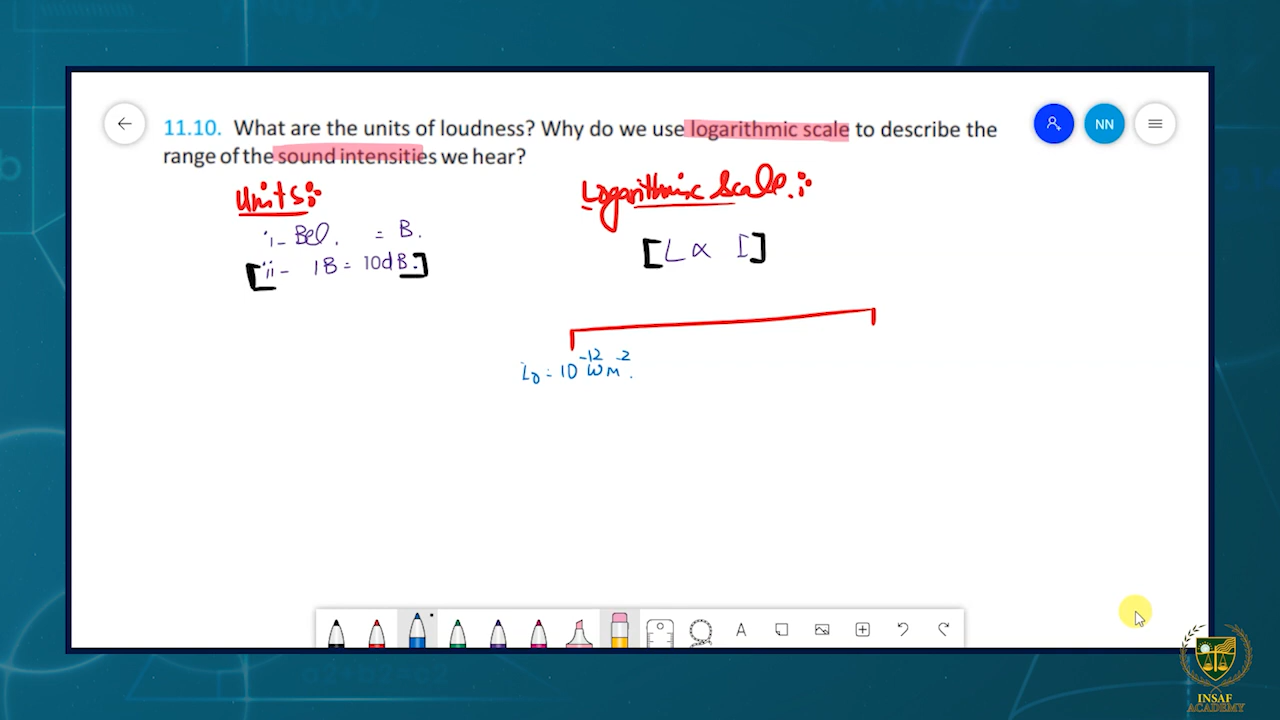 11.10. What are the units of loudness? Why do we use logarithmic scale to describe the
range of the sound intensities we hear?
NN
Units:
i- Bel. = B.
ii- 1B = 10dB.
Logarithmic Scale.:
[L ∝ I]
I₀ = 10⁻¹² Wm⁻².
A
INSAF
ACADEMY